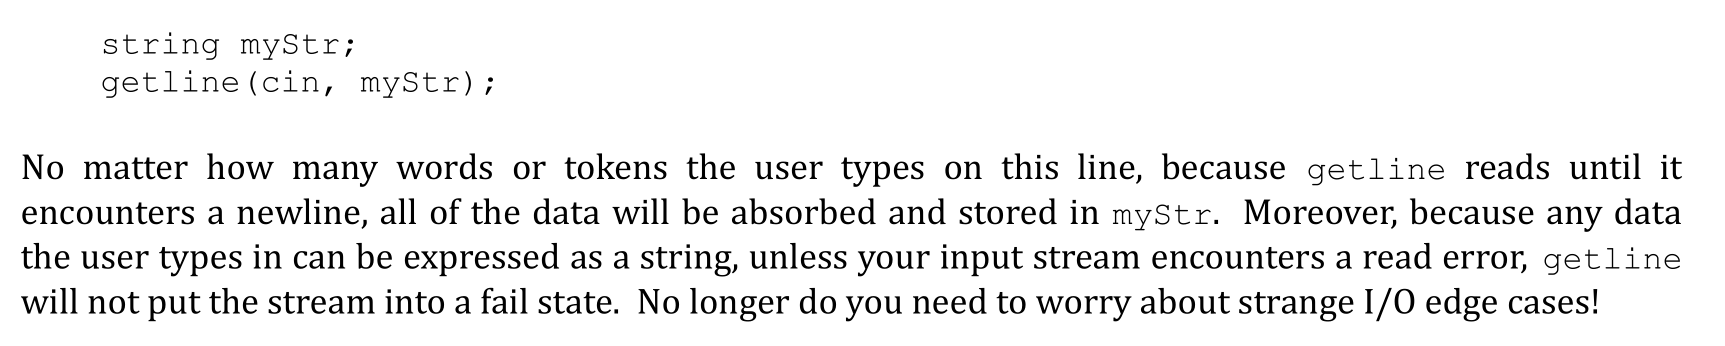 string myStr;
getline(cin, myStr);
No matter how many words or tokens the user types on this line, because getline reads until it
encounters a newline, all of the data will be absorbed and stored in myStr. Moreover, because any data
the user types in can be expressed as a string, unless your input stream encounters a read error, getline
will not put the stream into a fail state. No longer do you need to worry about strange I/O edge cases!